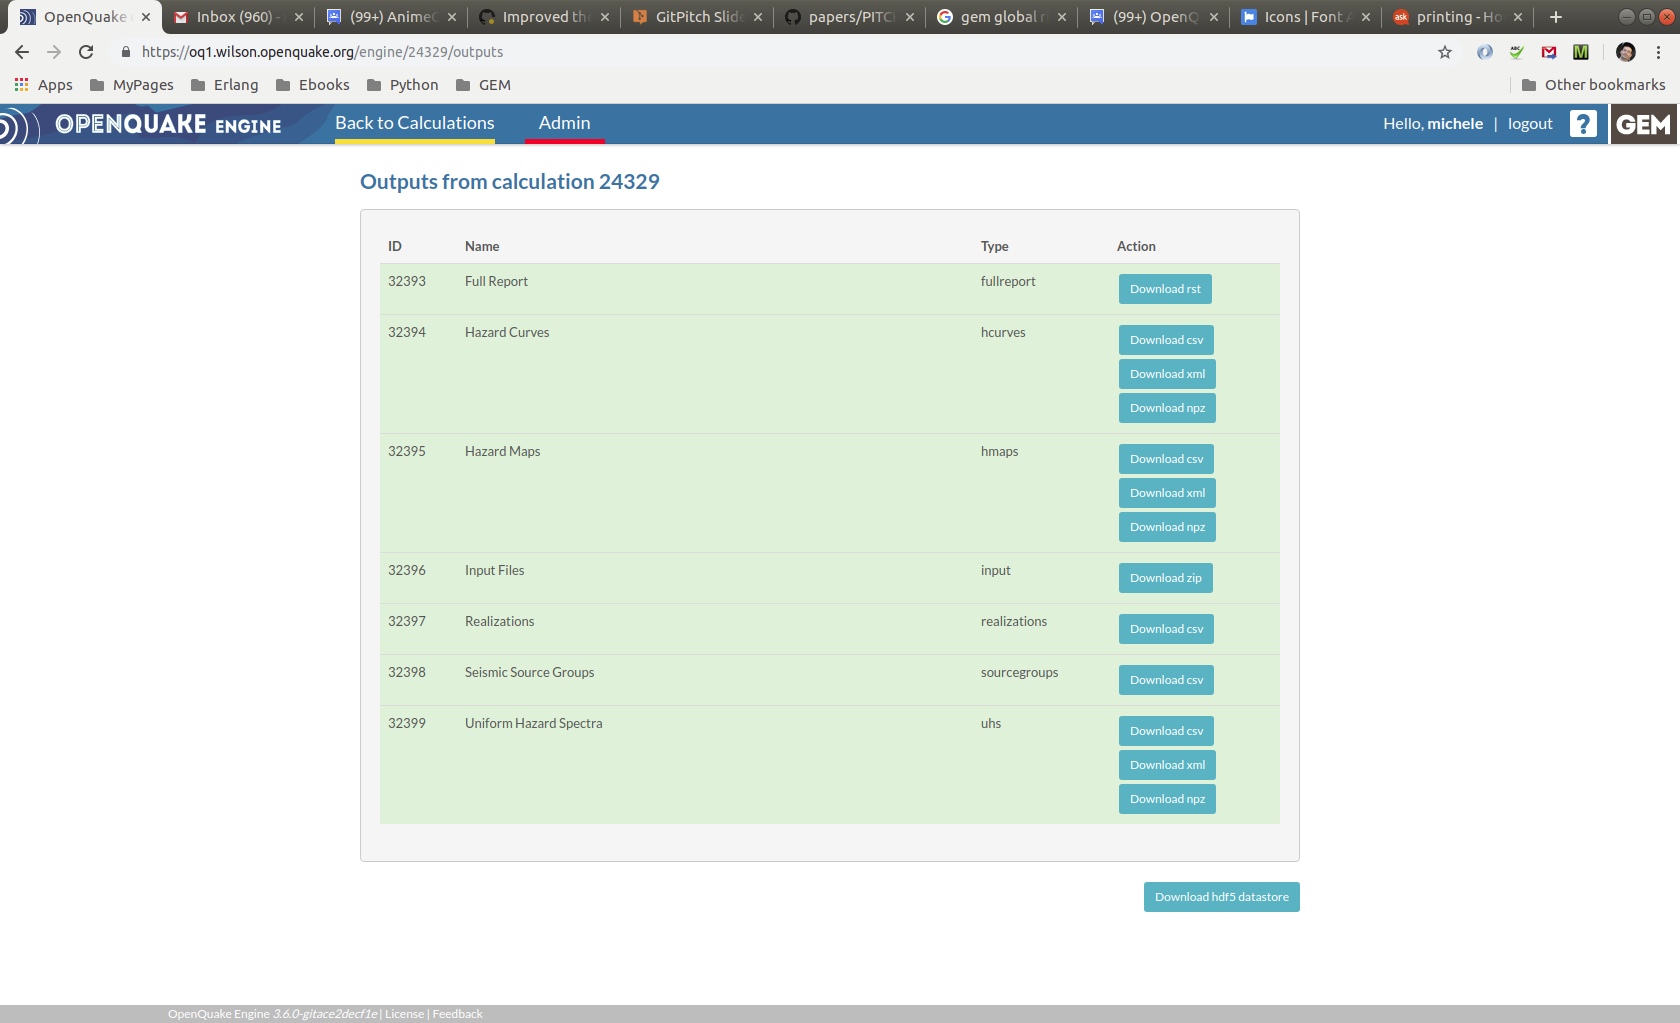 OpenQuake
Inbox (960) -
(99+) Anime
Improved the
GitPitch Slide
papers/PITC
gem global r
(99+) OpenQ
Icons | Font A
printing - Ho
https://oq1.wilson.openquake.org/engine/24329/outputs
Apps MyPages Erlang Ebooks Python GEM Other bookmarks
OPENQUAKE ENGINE Back to Calculations Admin Hello, michele | logout ? GEM
Outputs from calculation 24329
ID Name Type Action
32393 Full Report fullreport Download rst
32394 Hazard Curves hcurves Download csv
Download xml
Download npz
32395 Hazard Maps hmaps Download csv
Download xml
Download npz
32396 Input Files input Download zip
32397 Realizations realizations Download csv
32398 Seismic Source Groups sourcegroups Download csv
32399 Uniform Hazard Spectra uhs Download csv
Download xml
Download npz
Download hdf5 datastore
OpenQuake Engine 3.6.0-gitace2decf1e | License | Feedback